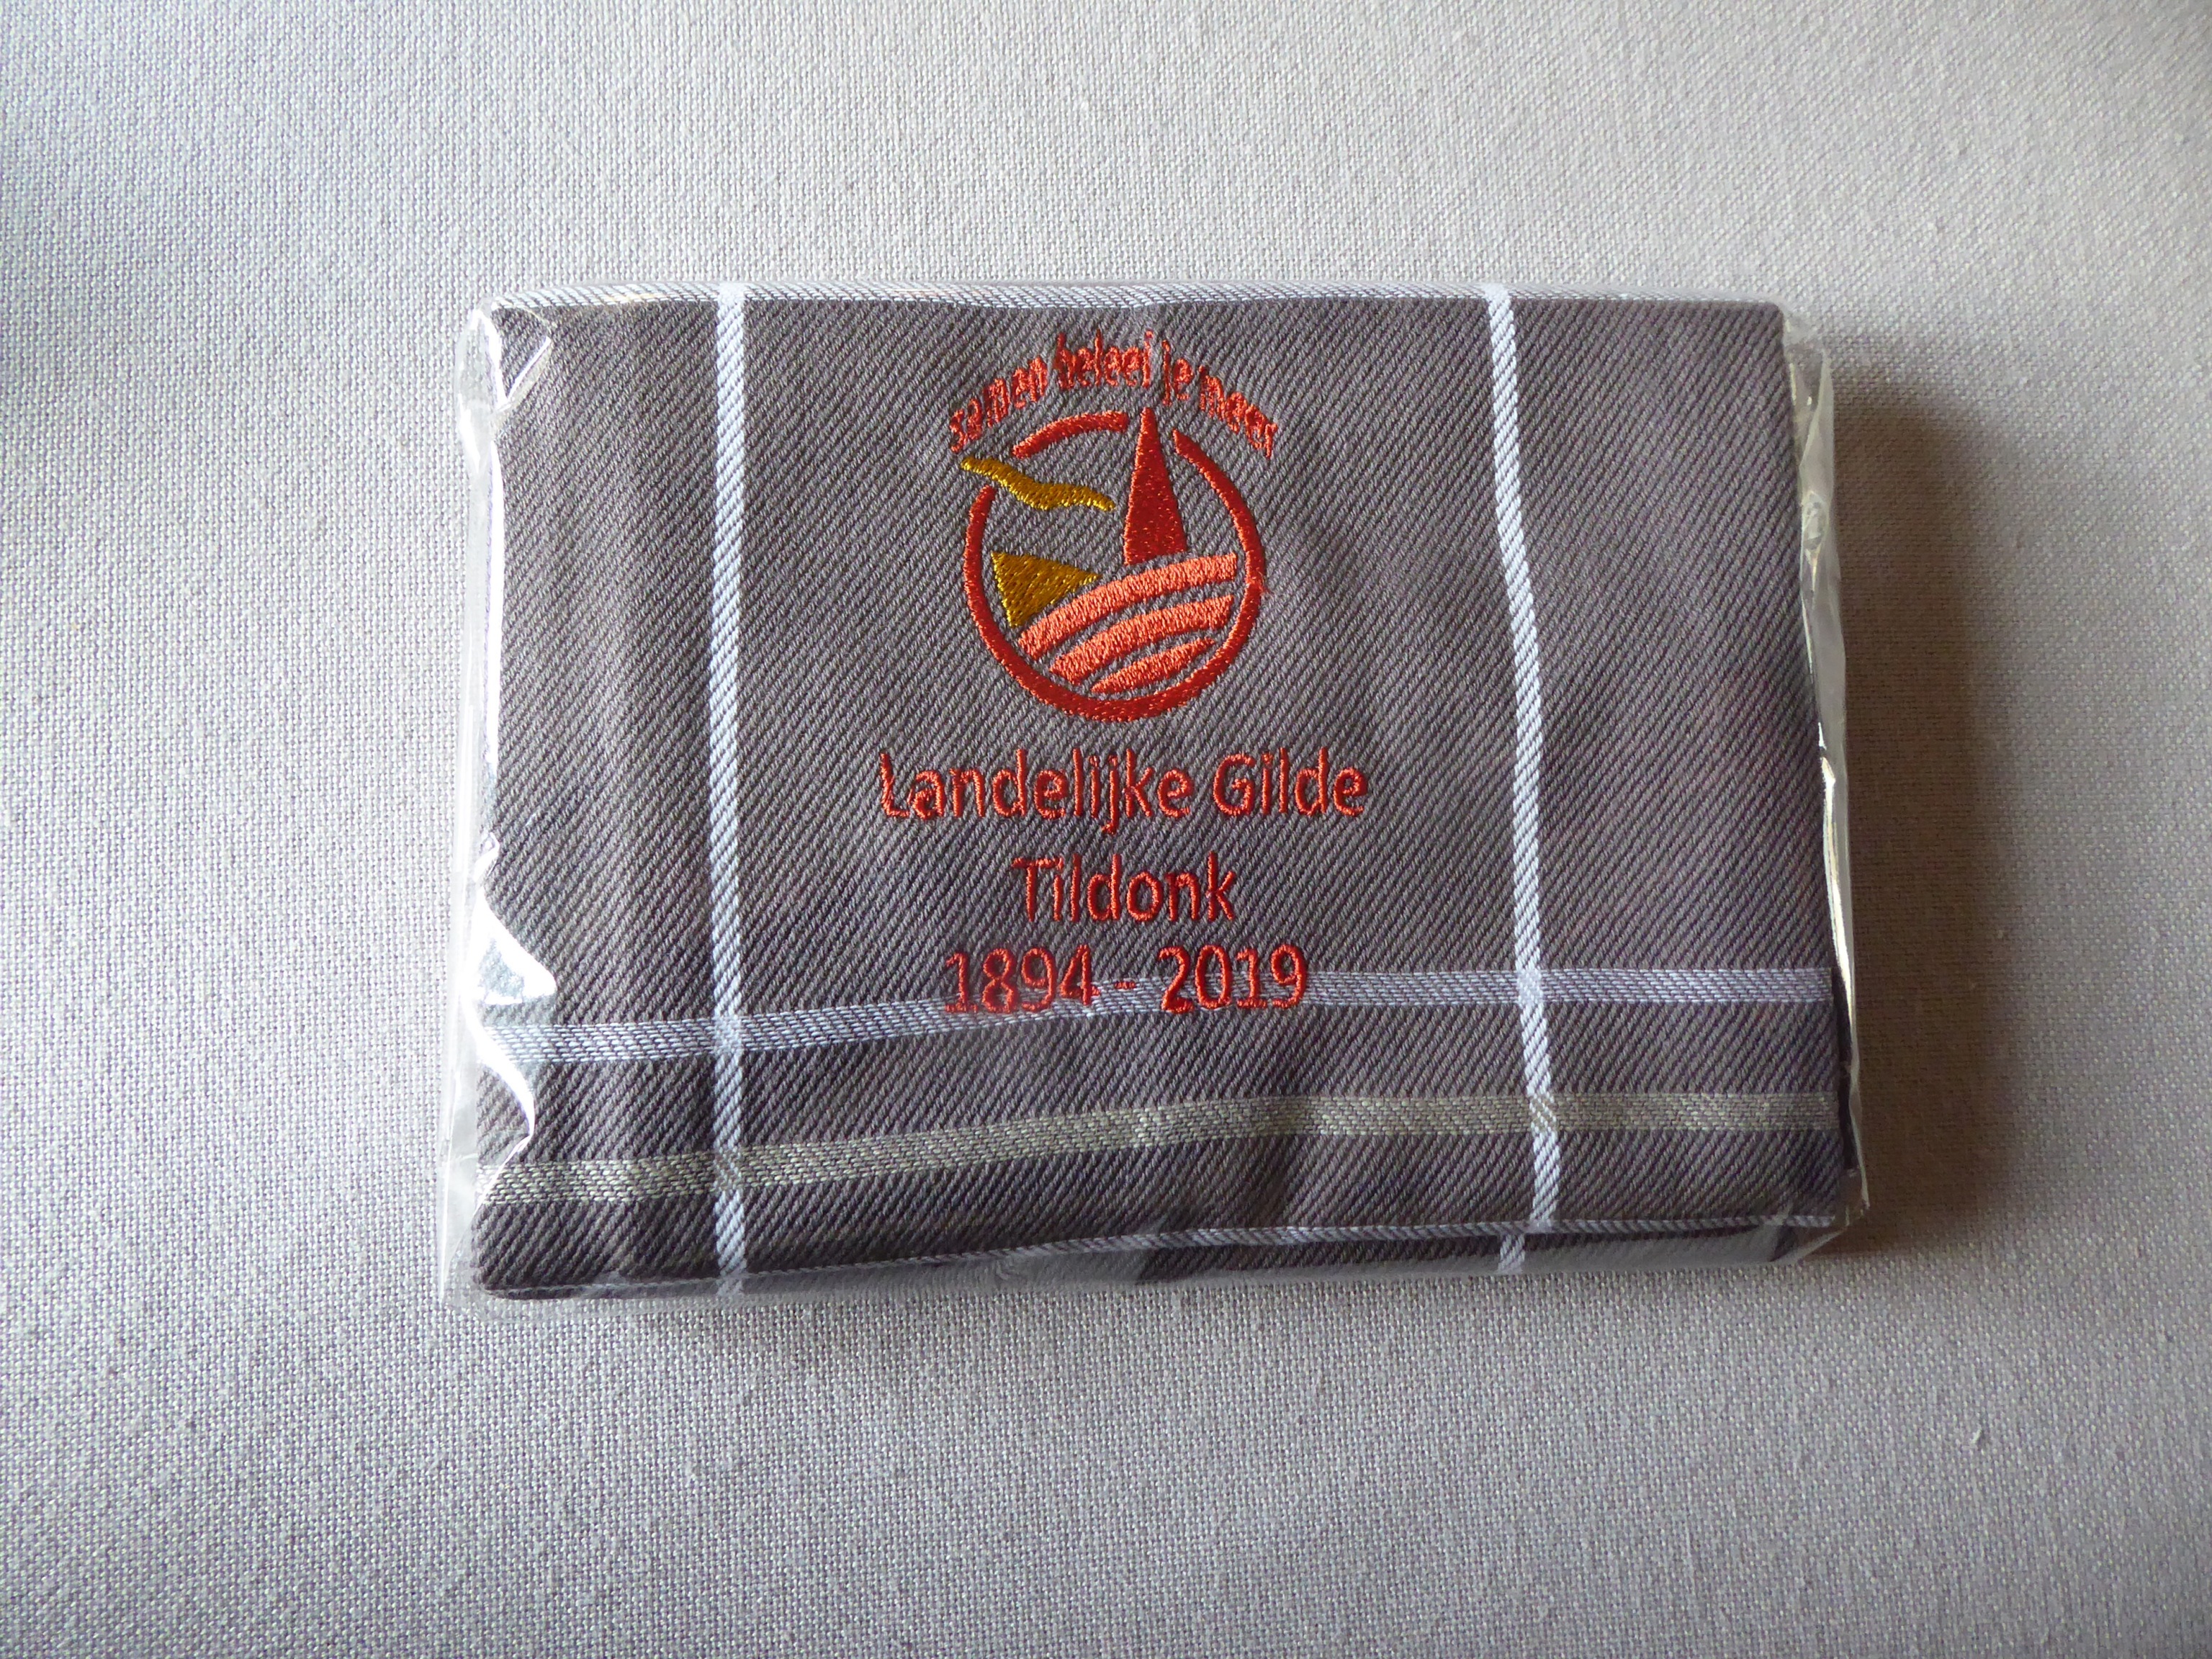 samen beleef je meer
Landelijke Gilde
Tildonk
1894 - 2019